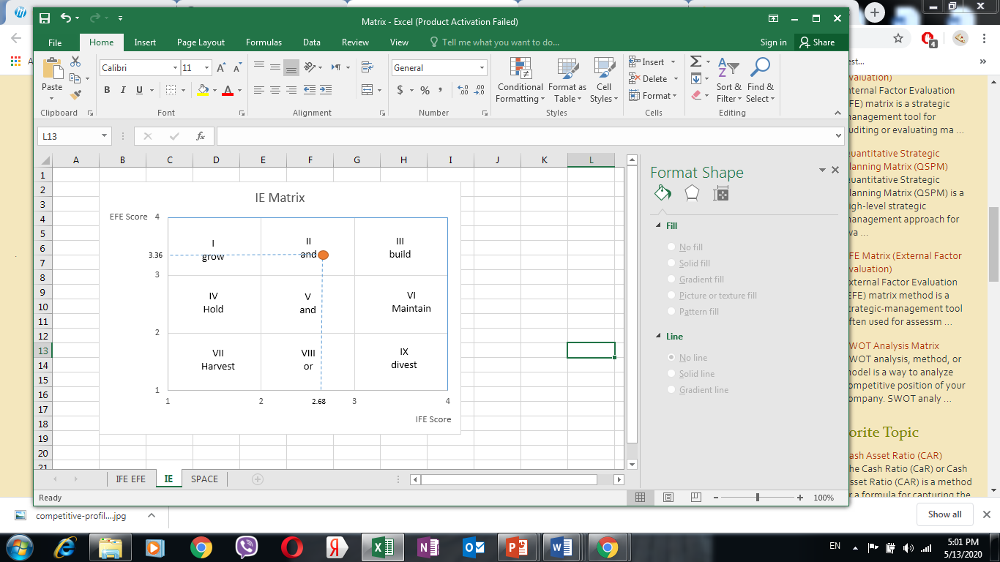 Matrix - Excel (Product Activation Failed)
File Home Insert Page Layout Formulas Data Review View Tell me what you want to do... Sign in Share
Paste
Clipboard
Calibri 11
B I U
Font
Alignment
General
$ % ,
Number
Conditional Formatting
Format as Table
Cell Styles
Styles
Insert
Delete
Format
Cells
Sort & Filter
Find & Select
Editing
L13
fx
A B C D E F G H I J K L
1
2
3
4
5
6
7
8
9
10
11
12
13
14
15
16
17
18
19
20
21
IE Matrix
EFE Score 4
I
grow
II
and
III
build
3.36
3
IV
Hold
V
and
VI
Maintain
2
VII
Harvest
VIII
or
IX
divest
1
1 2 2.68 3 4
IFE Score
Format Shape
Fill
No fill
Solid fill
Gradient fill
Picture or texture fill
Pattern fill
Line
No line
Solid line
Gradient line
IFE EFE IE SPACE
Ready
100%
4
A
est...
»
valuation)
nternal Factor Evaluation
FE) matrix is a strategic
anagement tool for
uditing or evaluating ma ...
uantitative Strategic
lanning Matrix (QSPM)
uantitative Strategic
lanning Matrix (QSPM) is a
igh-level strategic
anagement approach for
va ...
FE Matrix (External Factor
valuation)
xternal Factor Evaluation
EFE) matrix method is a
trategic-management tool
ften used for assessm ...
WOT Analysis Matrix
WOT analysis, method, or
odel is a way to analyze
ompetitive position of your
ompany. SWOT analy ...
orite Topic
ash Asset Ratio (CAR)
he Cash Ratio (CaR) or Cash
sset Ratio (CAR) is a method
r a formula for capturing the
competitive-profil....jpg
Show all
EN
5:01 PM
5/13/2020